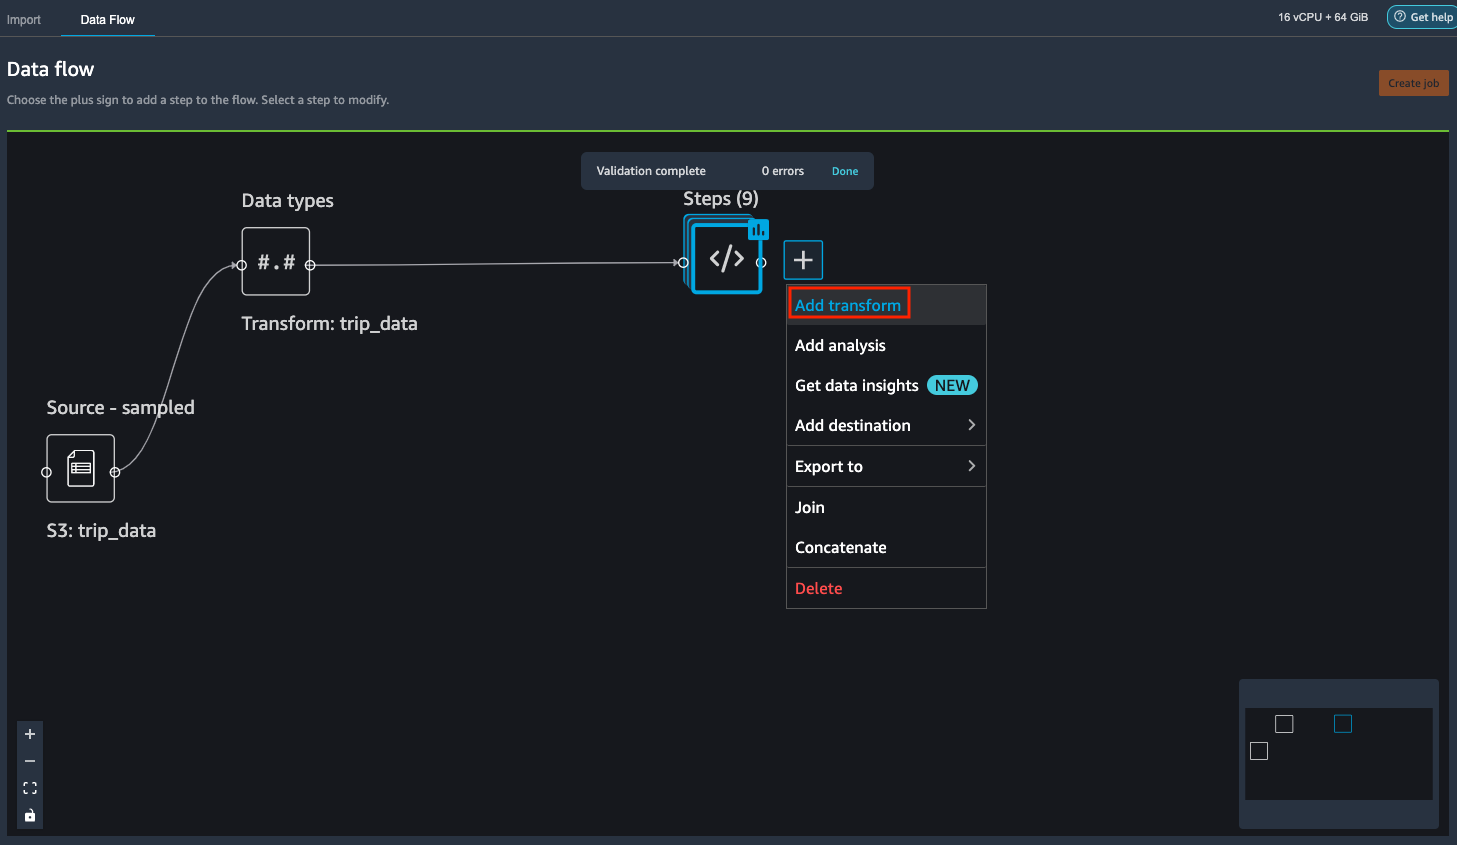 Import
Data Flow
16 vCPU + 64 GiB
Get help
Data flow
Create job
Choose the plus sign to add a step to the flow. Select a step to modify.
Validation complete
0 errors
Done
Data types
Steps (9)
#.#
</>
Transform: trip_data
Add transform
Add analysis
Get data insights NEW
Add destination
Export to
Join
Concatenate
Delete
Source - sampled
S3: trip_data